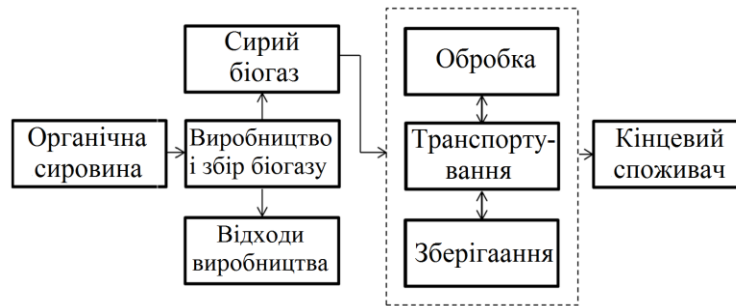 Органічна
сировина
Сирий
біогаз
Виробництво
і збір біогазу
Відходи
виробництва
Обробка
Транспорту-
вання
Зберігаання
Кінцевий
споживач